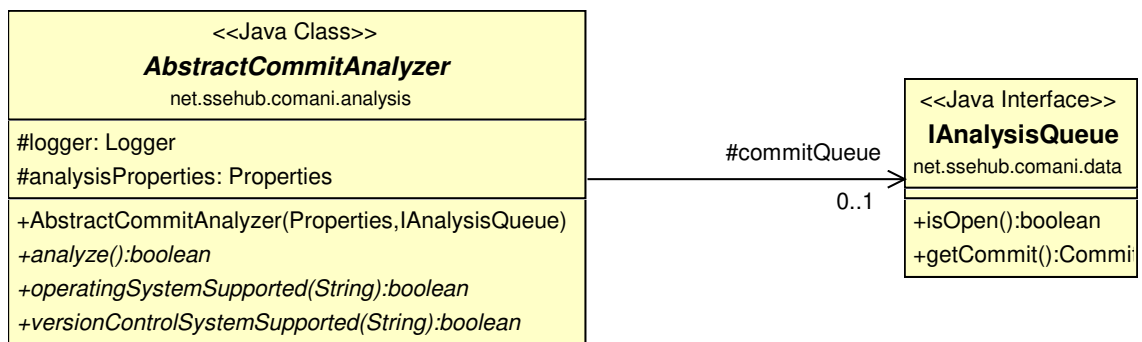 <<Java Class>>
AbstractCommitAnalyzer
net.ssehub.comani.analysis
#logger: Logger
#analysisProperties: Properties
+AbstractCommitAnalyzer(Properties,IAnalysisQueue)
+analyze():boolean
+operatingSystemSupported(String):boolean
+versionControlSystemSupported(String):boolean
#commitQueue
0..1
<<Java Interface>>
IAnalysisQueue
net.ssehub.comani.data
+isOpen():boolean
+getCommit():Commit